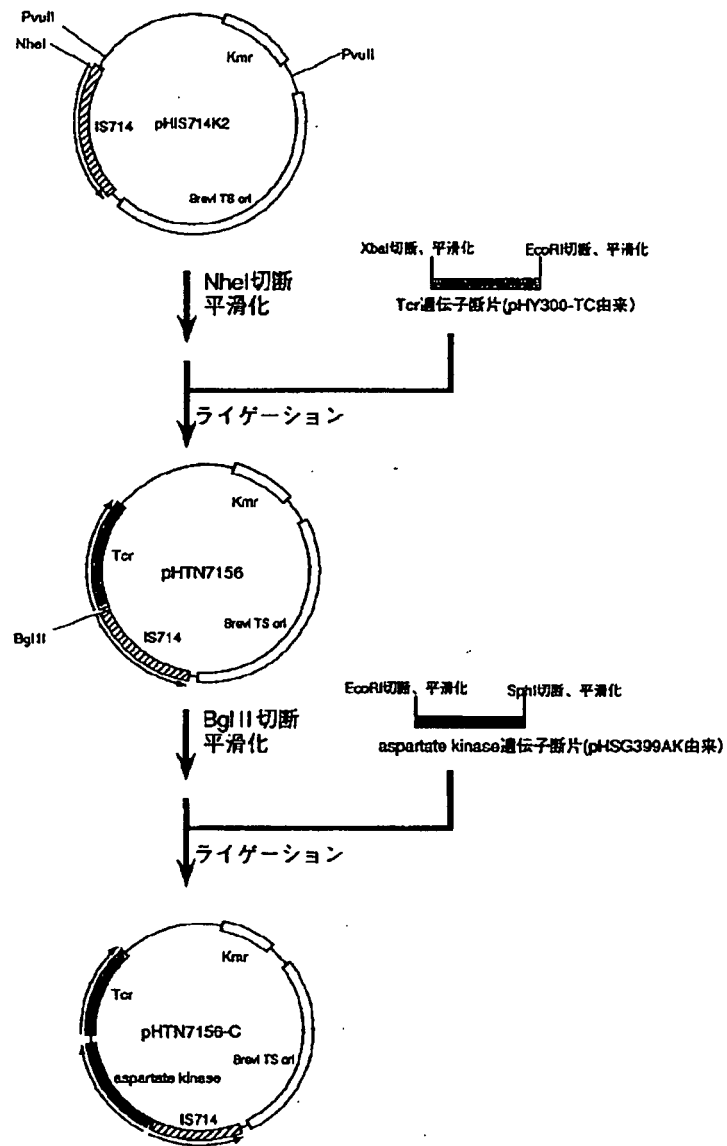 PvuII
NheI
Kmr
PvuII
IS714
pHIS714K2
Brevi TS ori
NheI切断
平滑化
XbaI切断、平滑化
EcoRI切断、平滑化
Tcr遺伝子断片(pHY300-TC由来)
ライゲーション
Kmr
Tcr
pHTN7156
BglII
IS714
Brevi TS ori
BglII切断
平滑化
EcoRI切断、平滑化
SphI切断、平滑化
aspartate kinase遺伝子断片(pHSG399AK由来)
ライゲーション
Kmr
Tcr
pHTN7156-C
Brevi TS ori
aspartate kinase
IS714